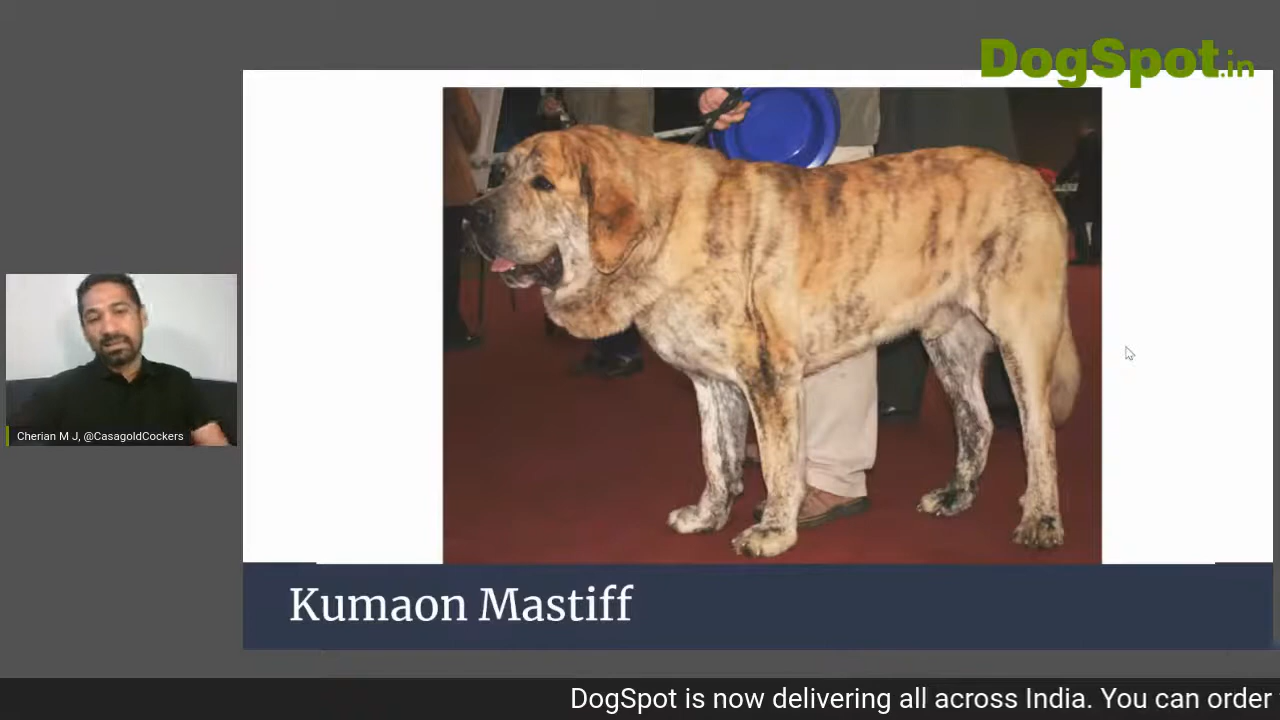 DogSpot.in
Cherian M J, @CasagoldCockers
Kumaon Mastiff
DogSpot is now delivering all across India. You can order